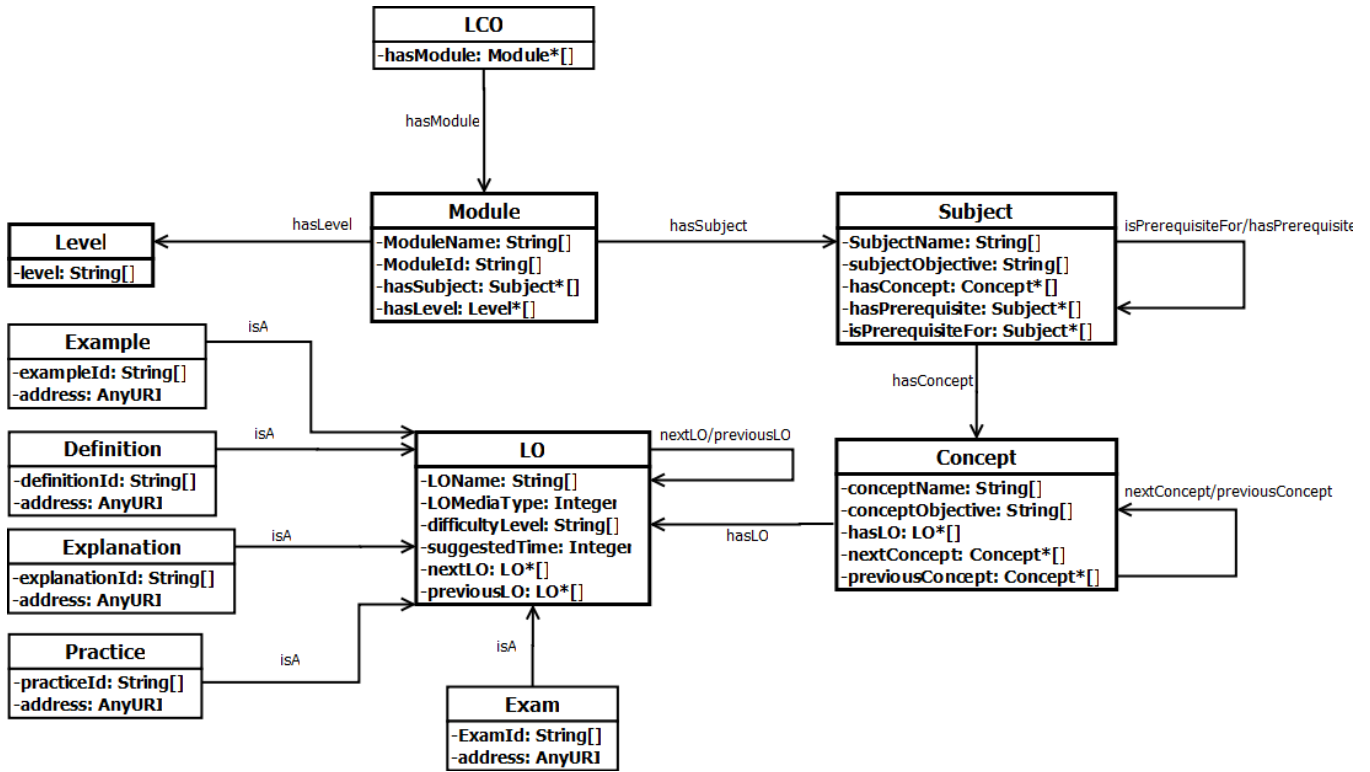 LCO
-hasModule: Module*[]
hasModule
Module
-ModuleName: String[]
-ModuleId: String[]
-hasSubject: Subject*[]
-hasLevel: Level*[]
hasLevel
Level
-level: String[]
hasSubject
Subject
-SubjectName: String[]
-subjectObjective: String[]
-hasConcept: Concept*[]
-hasPrerequisite: Subject*[]
-isPrerequisiteFor: Subject*[]
isPrerequisiteFor/hasPrerequisite
hasConcept
Example
-exampleId: String[]
-address: AnyURI
isA
Definition
-definitionId: String[]
-address: AnyURI
isA
Explanation
-explanationId: String[]
-address: AnyURI
isA
Practice
-practiceId: String[]
-address: AnyURI
isA
LO
-LOName: String[]
-LOMediaType: Integer
-difficultyLevel: String[]
-suggestedTime: Integer
-nextLO: LO*[]
-previousLO: LO*[]
nextLO/previousLO
hasLO
Concept
-conceptName: String[]
-conceptObjective: String[]
-hasLO: LO*[]
-nextConcept: Concept*[]
-previousConcept: Concept*[]
nextConcept/previousConcept
isA
Exam
-ExamId: String[]
-address: AnyURI